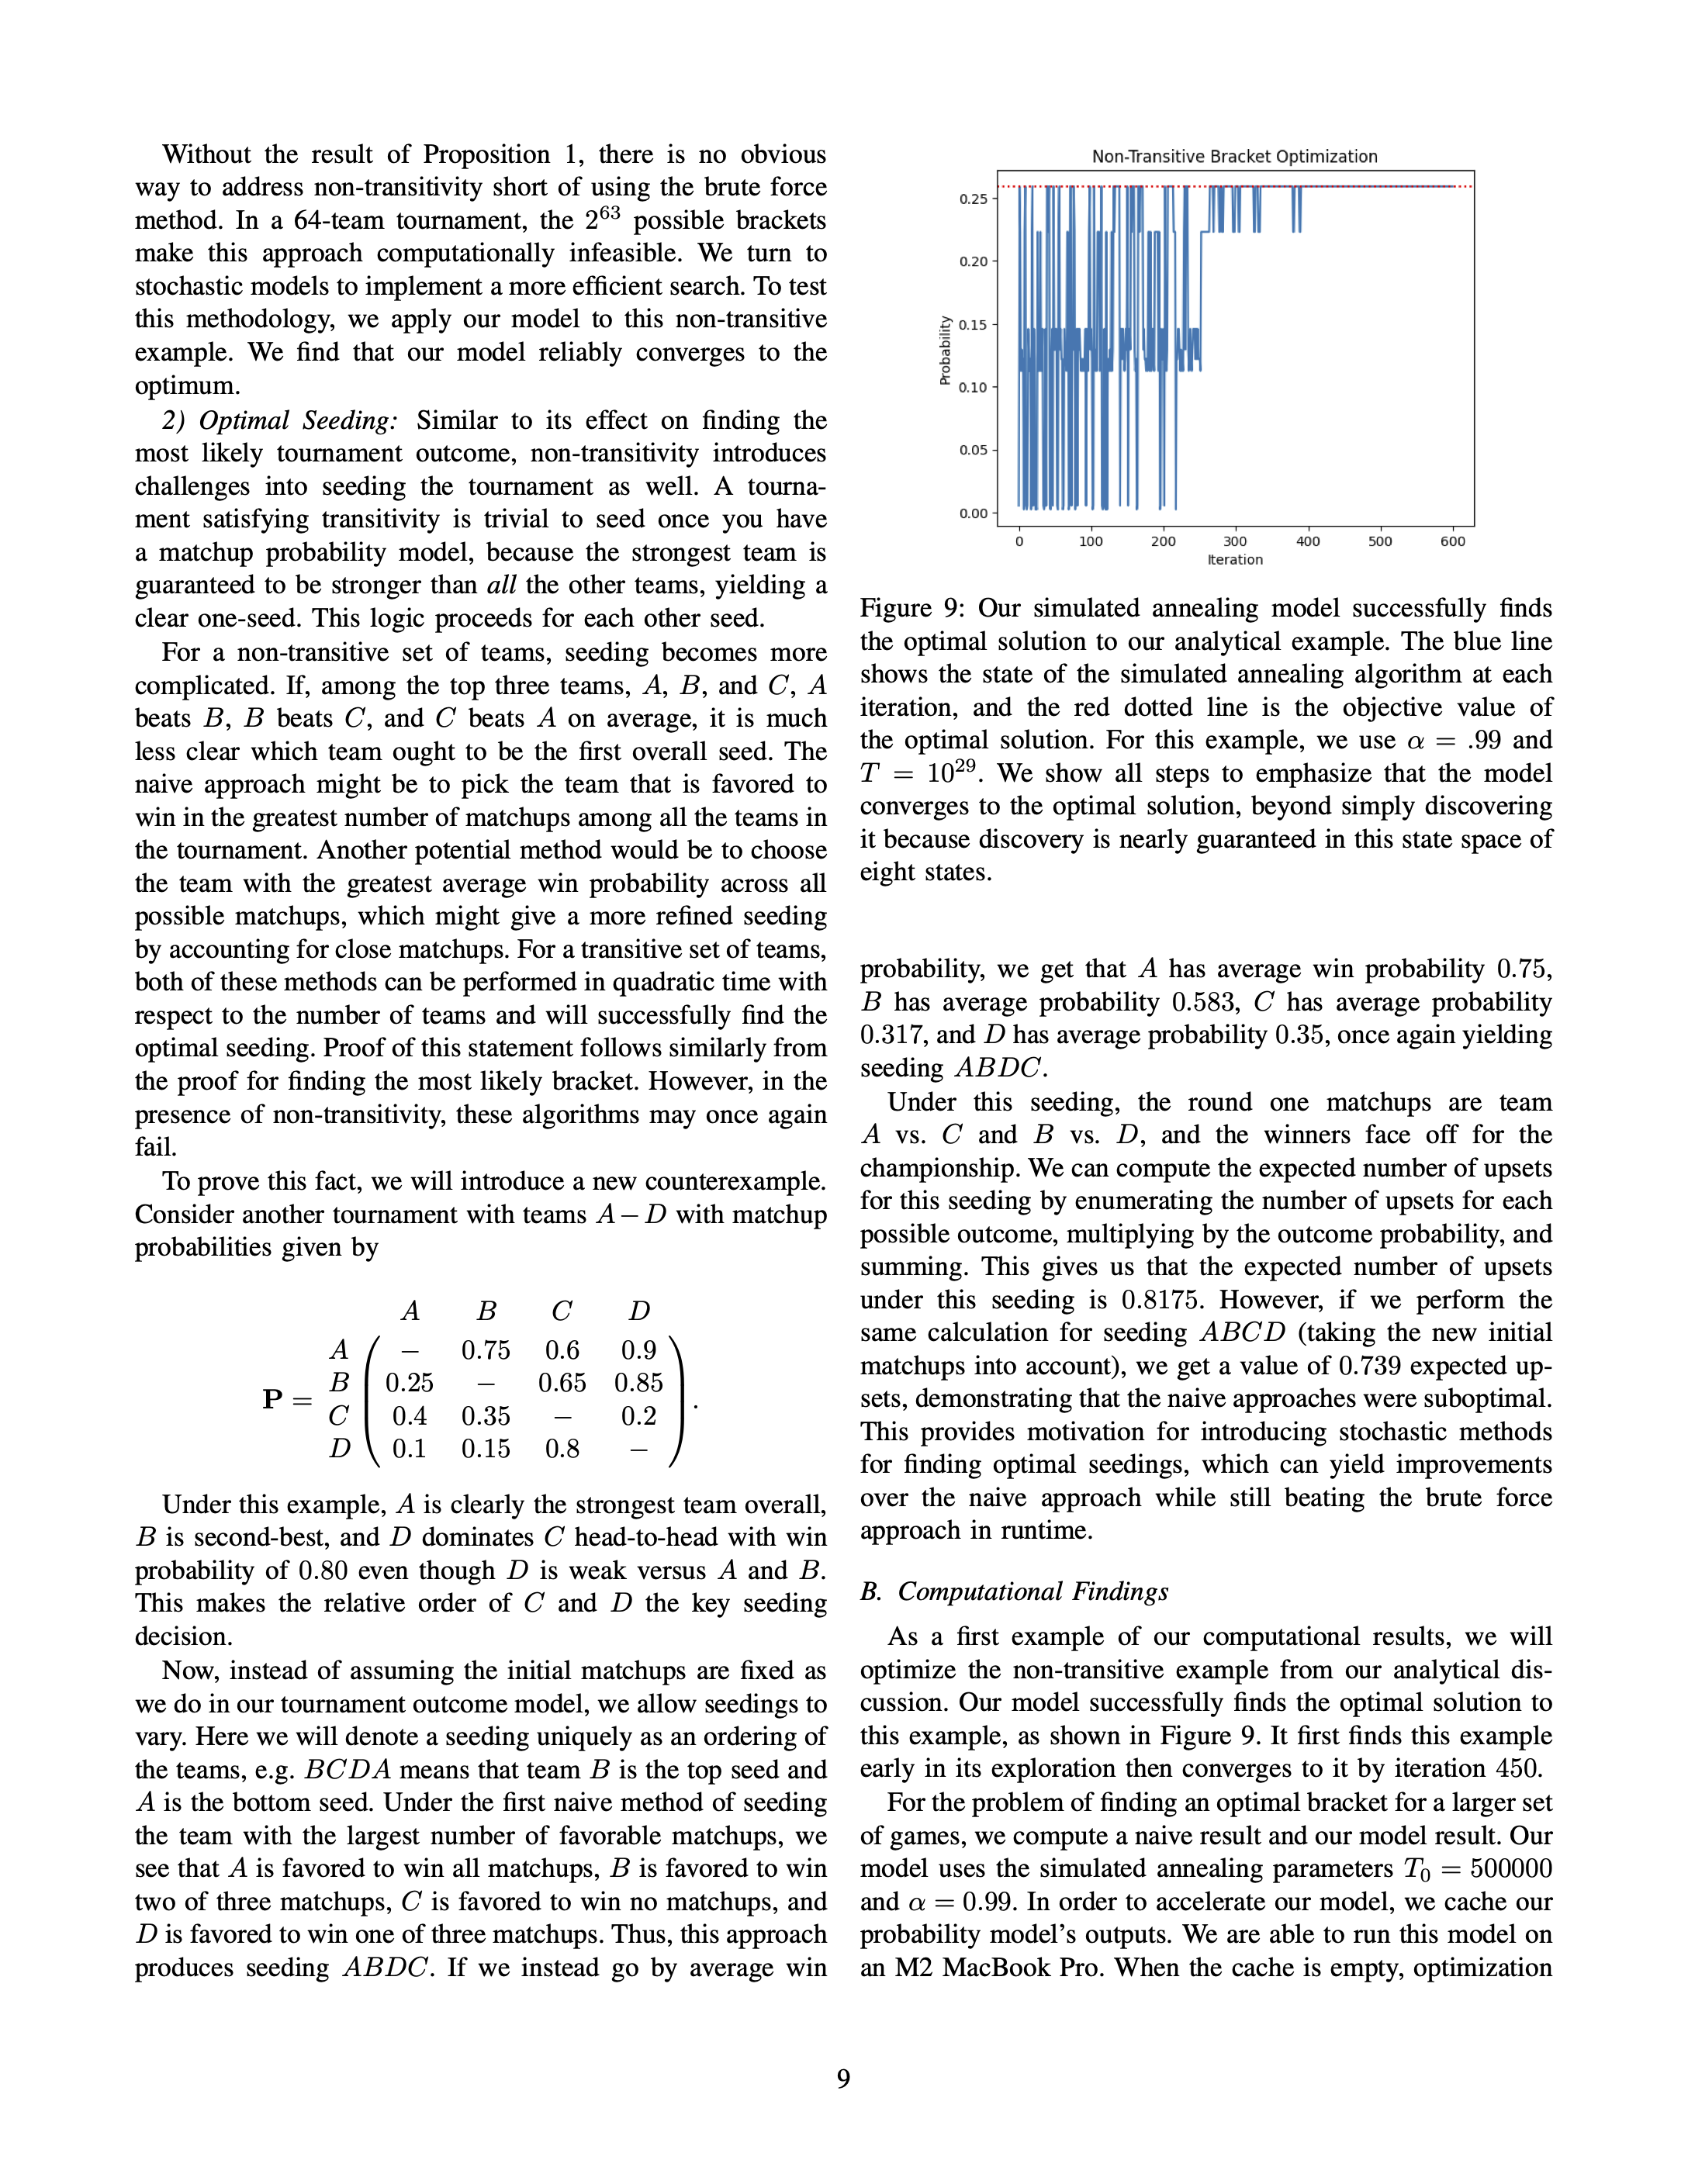 Without the result of Proposition 1, there is no obvious
way to address non-transitivity short of using the brute force
method. In a 64-team tournament, the 2^63 possible brackets
make this approach computationally infeasible. We turn to
stochastic models to implement a more efficient search. To test
this methodology, we apply our model to this non-transitive
example. We find that our model reliably converges to the
optimum.
2) Optimal Seeding: Similar to its effect on finding the
most likely tournament outcome, non-transitivity introduces
challenges into seeding the tournament as well. A tourna-
ment satisfying transitivity is trivial to seed once you have
a matchup probability model, because the strongest team is
guaranteed to be stronger than all the other teams, yielding a
clear one-seed. This logic proceeds for each other seed.
For a non-transitive set of teams, seeding becomes more
complicated. If, among the top three teams, A, B, and C, A
beats B, B beats C, and C beats A on average, it is much
less clear which team ought to be the first overall seed. The
naive approach might be to pick the team that is favored to
win in the greatest number of matchups among all the teams in
the tournament. Another potential method would be to choose
the team with the greatest average win probability across all
possible matchups, which might give a more refined seeding
by accounting for close matchups. For a transitive set of teams,
both of these methods can be performed in quadratic time with
respect to the number of teams and will successfully find the
optimal seeding. Proof of this statement follows similarly from
the proof for finding the most likely bracket. However, in the
presence of non-transitivity, these algorithms may once again
fail.
To prove this fact, we will introduce a new counterexample.
Consider another tournament with teams A − D with matchup
probabilities given by
A B C D
A − 0.75 0.6 0.9
B 0.25 − 0.65 0.85
P =
C 0.4 0.35 − 0.2 .
D 0.1 0.15 0.8 −
Under this example, A is clearly the strongest team overall,
B is second-best, and D dominates C head-to-head with win
probability of 0.80 even though D is weak versus A and B.
This makes the relative order of C and D the key seeding
decision.
Now, instead of assuming the initial matchups are fixed as
we do in our tournament outcome model, we allow seedings to
vary. Here we will denote a seeding uniquely as an ordering of
the teams, e.g. BCDA means that team B is the top seed and
A is the bottom seed. Under the first naive method of seeding
the team with the largest number of favorable matchups, we
see that A is favored to win all matchups, B is favored to win
two of three matchups, C is favored to win no matchups, and
D is favored to win one of three matchups. Thus, this approach
produces seeding ABDC. If we instead go by average win
Non-Transitive Bracket Optimization
0.25
0.20
0.15
0.10
0.05
0.00
Probability
0 100 200 300 400 500 600
Iteration
Figure 9: Our simulated annealing model successfully finds
the optimal solution to our analytical example. The blue line
shows the state of the simulated annealing algorithm at each
iteration, and the red dotted line is the objective value of
the optimal solution. For this example, we use α = .99 and
T = 10^29. We show all steps to emphasize that the model
converges to the optimal solution, beyond simply discovering
it because discovery is nearly guaranteed in this state space of
eight states.
probability, we get that A has average win probability 0.75,
B has average probability 0.583, C has average probability
0.317, and D has average probability 0.35, once again yielding
seeding ABDC.
Under this seeding, the round one matchups are team
A vs. C and B vs. D, and the winners face off for the
championship. We can compute the expected number of upsets
for this seeding by enumerating the number of upsets for each
possible outcome, multiplying by the outcome probability, and
summing. This gives us that the expected number of upsets
under this seeding is 0.8175. However, if we perform the
same calculation for seeding ABCD (taking the new initial
matchups into account), we get a value of 0.739 expected up-
sets, demonstrating that the naive approaches were suboptimal.
This provides motivation for introducing stochastic methods
for finding optimal seedings, which can yield improvements
over the naive approach while still beating the brute force
approach in runtime.
B. Computational Findings
As a first example of our computational results, we will
optimize the non-transitive example from our analytical dis-
cussion. Our model successfully finds the optimal solution to
this example, as shown in Figure 9. It first finds this example
early in its exploration then converges to it by iteration 450.
For the problem of finding an optimal bracket for a larger set
of games, we compute a naive result and our model result. Our
model uses the simulated annealing parameters T₀ = 500000
and α = 0.99. In order to accelerate our model, we cache our
probability model's outputs. We are able to run this model on
an M2 MacBook Pro. When the cache is empty, optimization
9